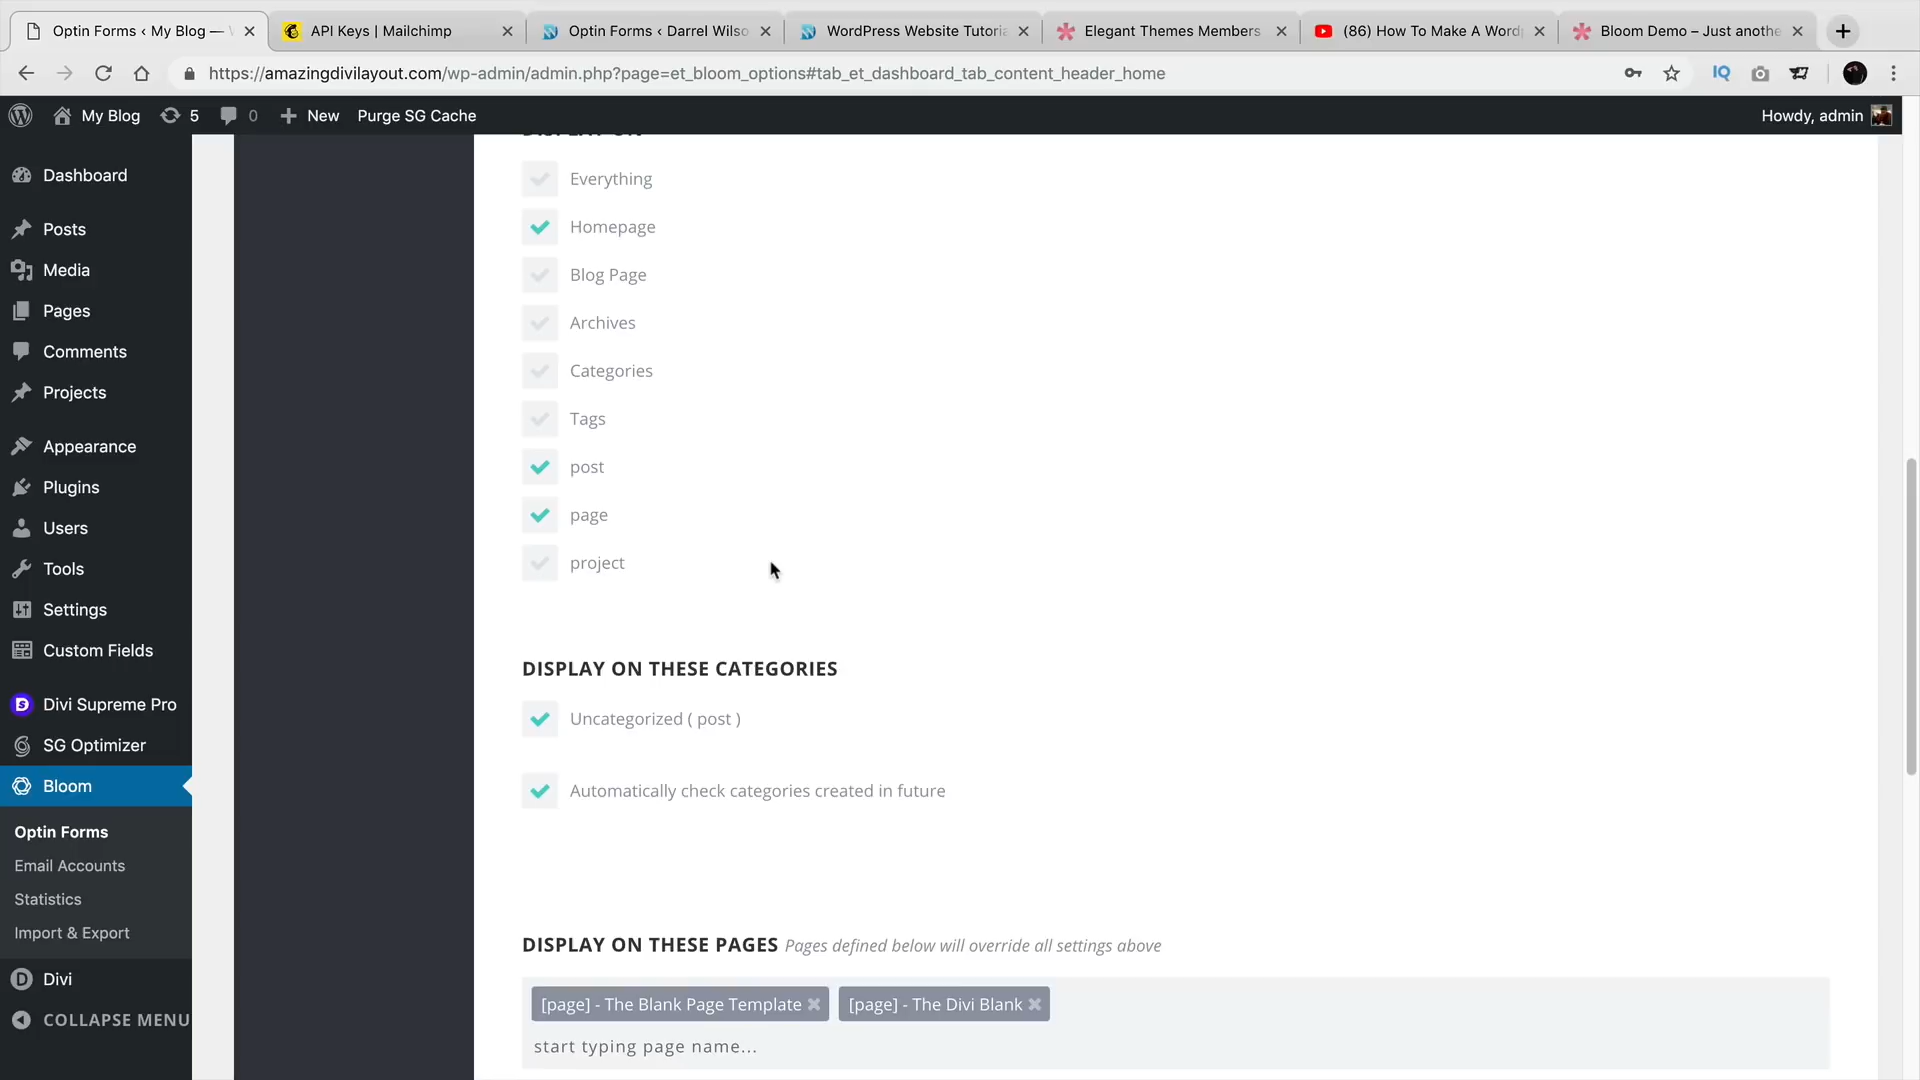 Optin Forms ‹ My Blog — W
API Keys | Mailchimp
Optin Forms ‹ Darrel Wilso
WordPress Website Tutoria
Elegant Themes Members
(86) How To Make A Wordp
Bloom Demo – Just anothe
https://amazingdivilayout.com/wp-admin/admin.php?page=et_bloom_options#tab_et_dashboard_tab_content_header_home
IQ
My Blog
5
0
New
Purge SG Cache
Howdy, admin
Dashboard
Posts
Media
Pages
Comments
Projects
Appearance
Plugins
Users
Tools
Settings
Custom Fields
Divi Supreme Pro
SG Optimizer
Bloom
Optin Forms
Email Accounts
Statistics
Import & Export
Divi
COLLAPSE MENU
DISPLAY ON
Everything
Homepage
Blog Page
Archives
Categories
Tags
post
page
project
DISPLAY ON THESE CATEGORIES
Uncategorized ( post )
Automatically check categories created in future
DISPLAY ON THESE PAGES Pages defined below will override all settings above
[page] - The Blank Page Template
[page] - The Divi Blank
start typing page name...